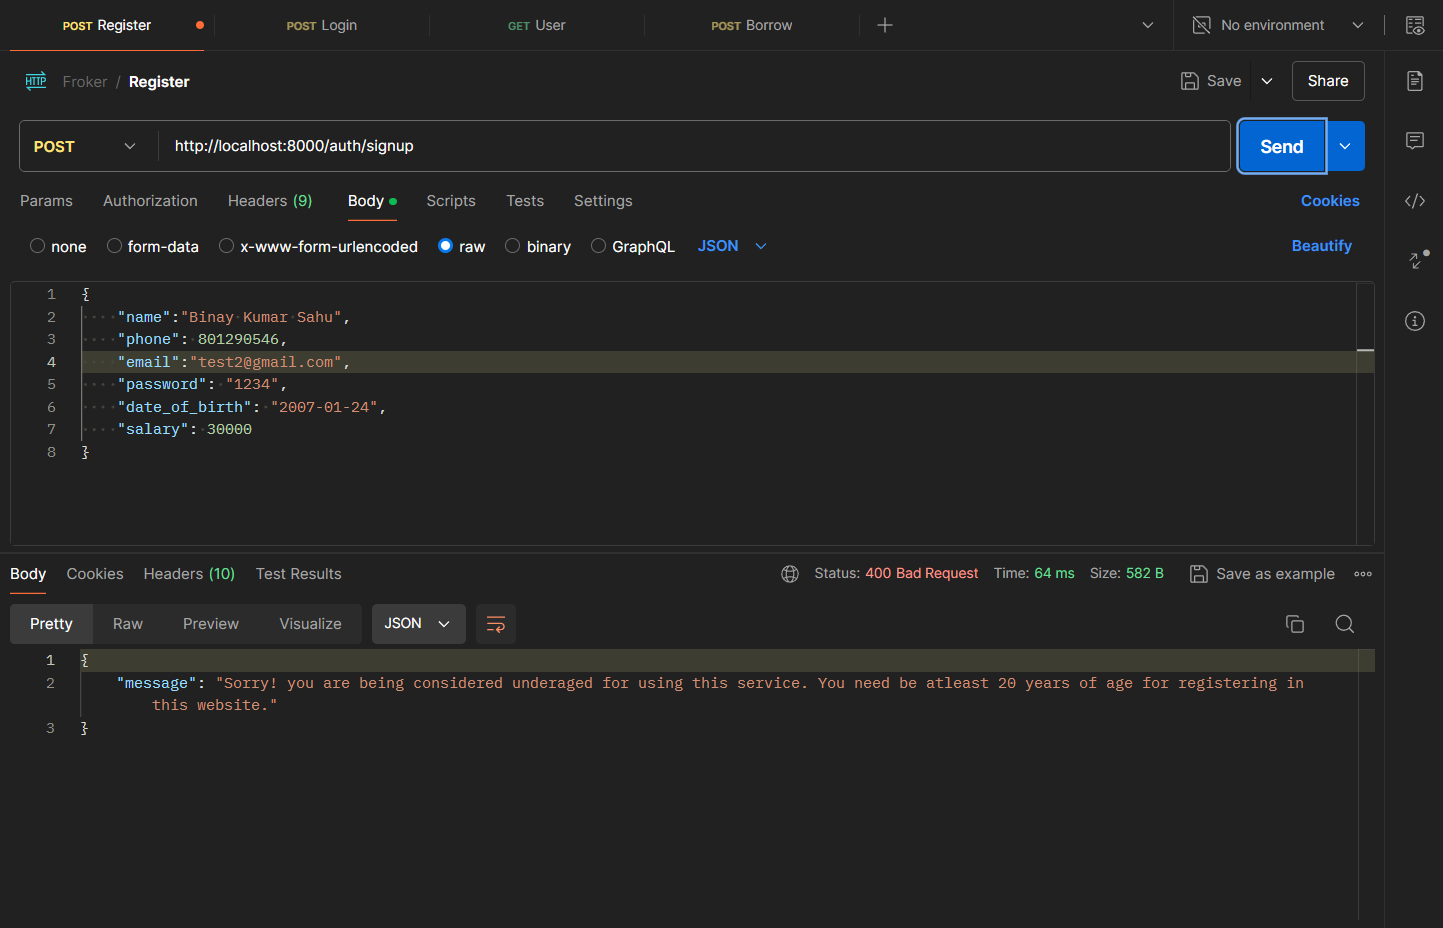 POST Register
POST Login
GET User
POST Borrow
No environment
HTTP Froker / Register
Save
Share
POST
http://localhost:8000/auth/signup
Send
Params
Authorization
Headers (9)
Body
Scripts
Tests
Settings
Cookies
none
form-data
x-www-form-urlencoded
raw
binary
GraphQL
JSON
Beautify
1 {
2 "name":"Binay Kumar Sahu",
3 "phone": 801290546,
4 "email":"test2@gmail.com",
5 "password": "1234",
6 "date_of_birth": "2007-01-24",
7 "salary": 30000
8 }
Body
Cookies
Headers (10)
Test Results
Status: 400 Bad Request
Time: 64 ms
Size: 582 B
Save as example
Pretty
Raw
Preview
Visualize
JSON
1 {
2 "message": "Sorry! you are being considered underaged for using this service. You need be atleast 20 years of age for registering in
this website."
3 }